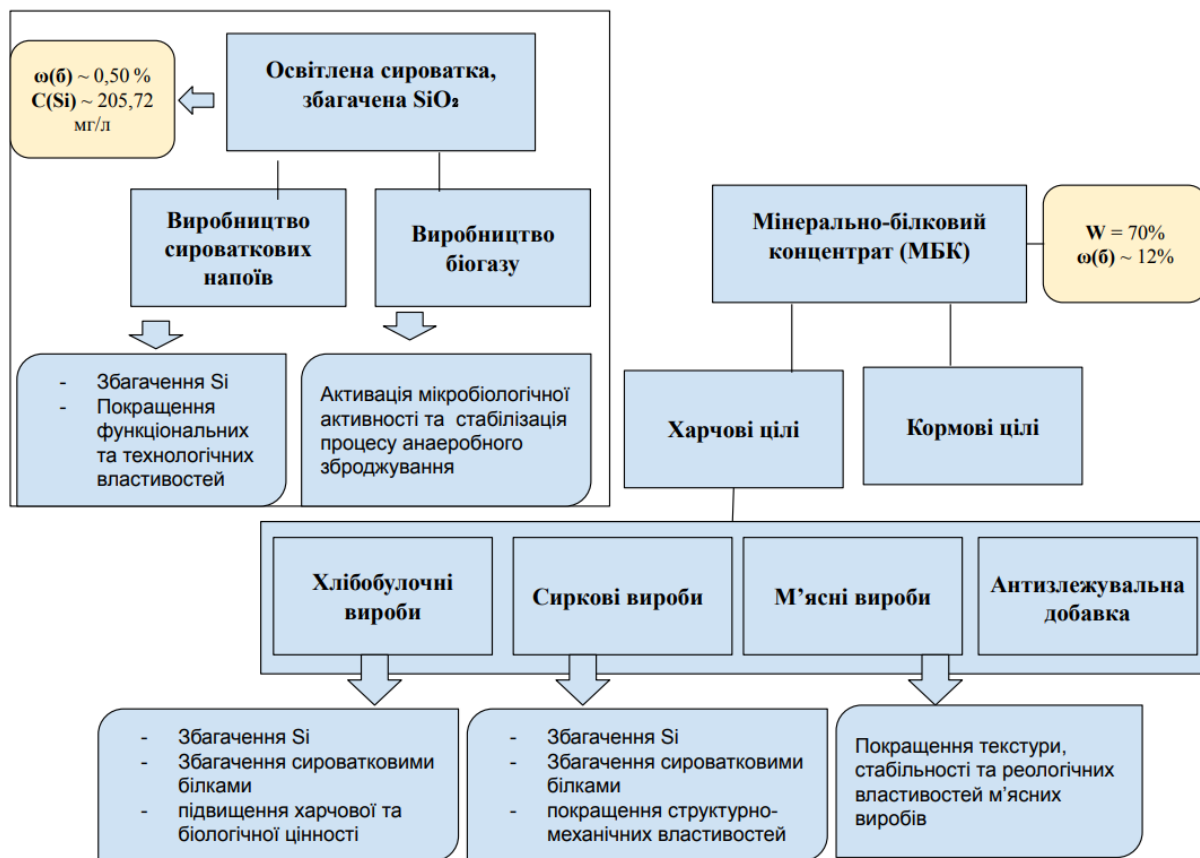 ω(б) ~ 0,50 %
C(Si) ~ 205,72
мг/л
Освітлена сироватка,
збагачена SiO₂
Виробництво
сироваткових
напоїв
Виробництво
біогазу
- Збагачення Si
- Покращення
функціональних
та технологічних
властивостей
Активація мікробіологічної
активності та стабілізація
процесу анаеробного
зброджування
Мінерально-білковий
концентрат (МБК)
W = 70%
ω(б) ~ 12%
Харчові цілі
Кормові цілі
Хлібобулочні
вироби
Сиркові вироби
М’ясні вироби
Антизлежувальна
добавка
- Збагачення Si
- Збагачення сироватковими
білками
- підвищення харчової та
біологічної цінності
- Збагачення Si
- Збагачення сироватковими
білками
- покращення структурно-
механічних властивостей
Покращення текстури,
стабільності та реологічних
властивостей м’ясних
виробів